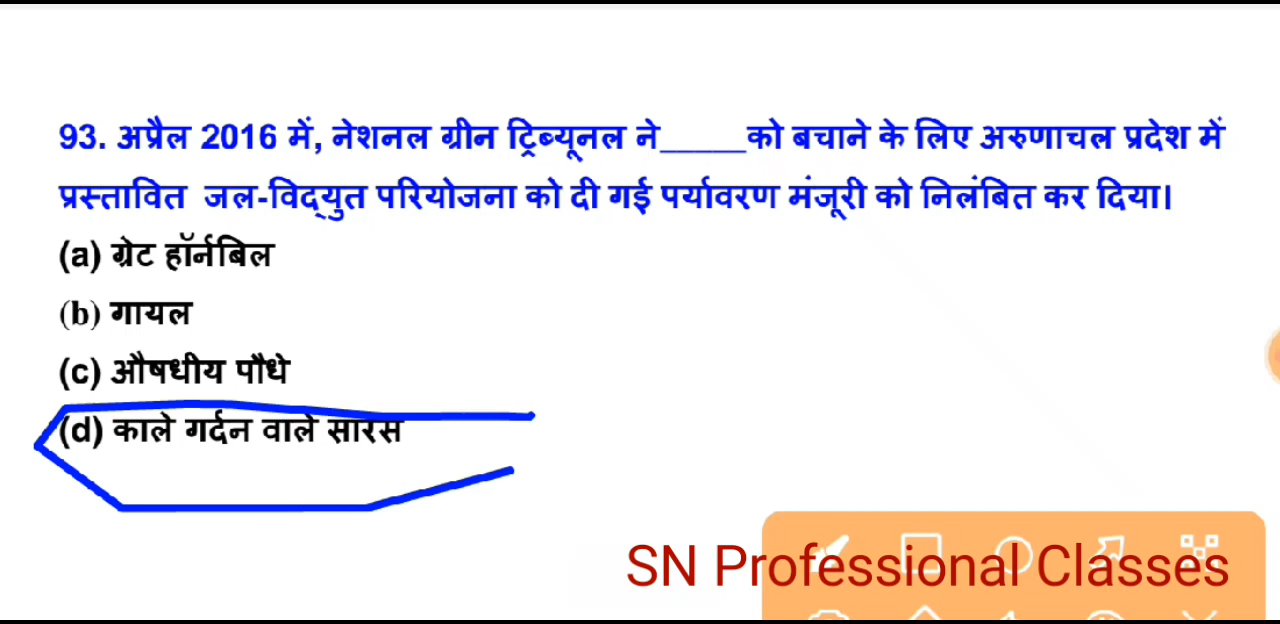 93. अप्रैल 2016 में, नेशनल ग्रीन ट्रिब्यूनल ने_____को बचाने के लिए अरुणाचल प्रदेश में
प्रस्तावित जल-विद्युत परियोजना को दी गई पर्यावरण मंजूरी को निलंबित कर दिया।
(a) ग्रेट हॉर्नबिल
(b) गायल
(c) औषधीय पौधे
(d) काले गर्दन वाले सारस
SN Professional Classes